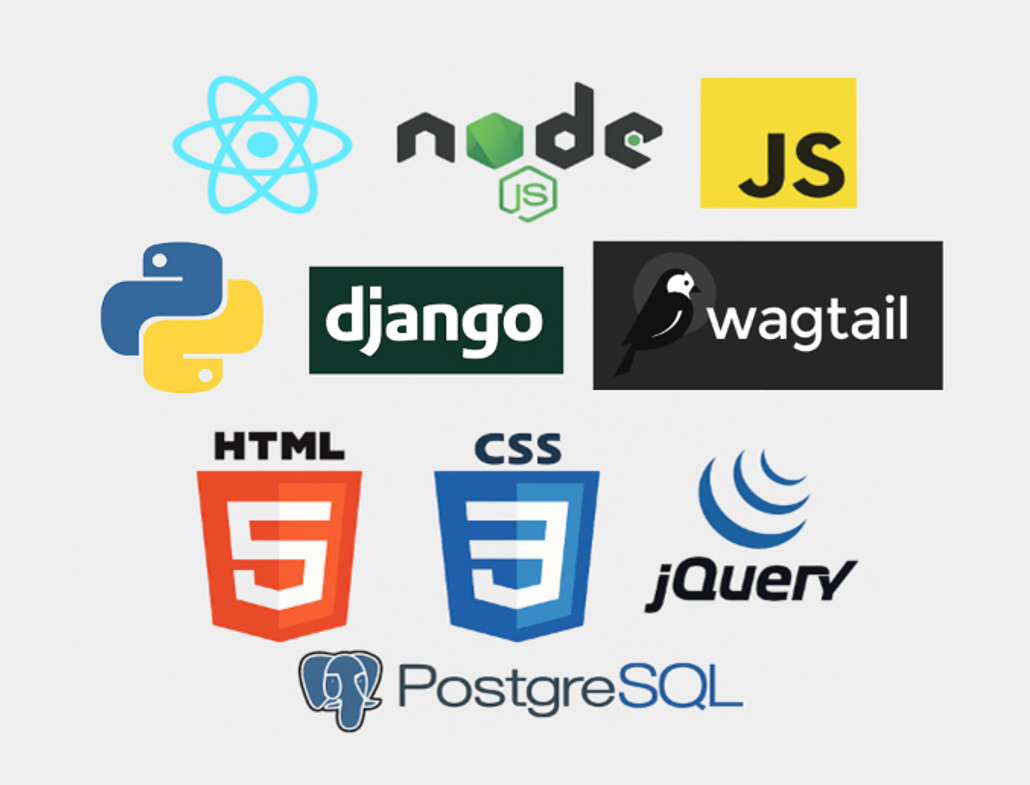 node
JS
JS
django
wagtail
HTML
CSS
5
3
jQuery
PostgreSQL